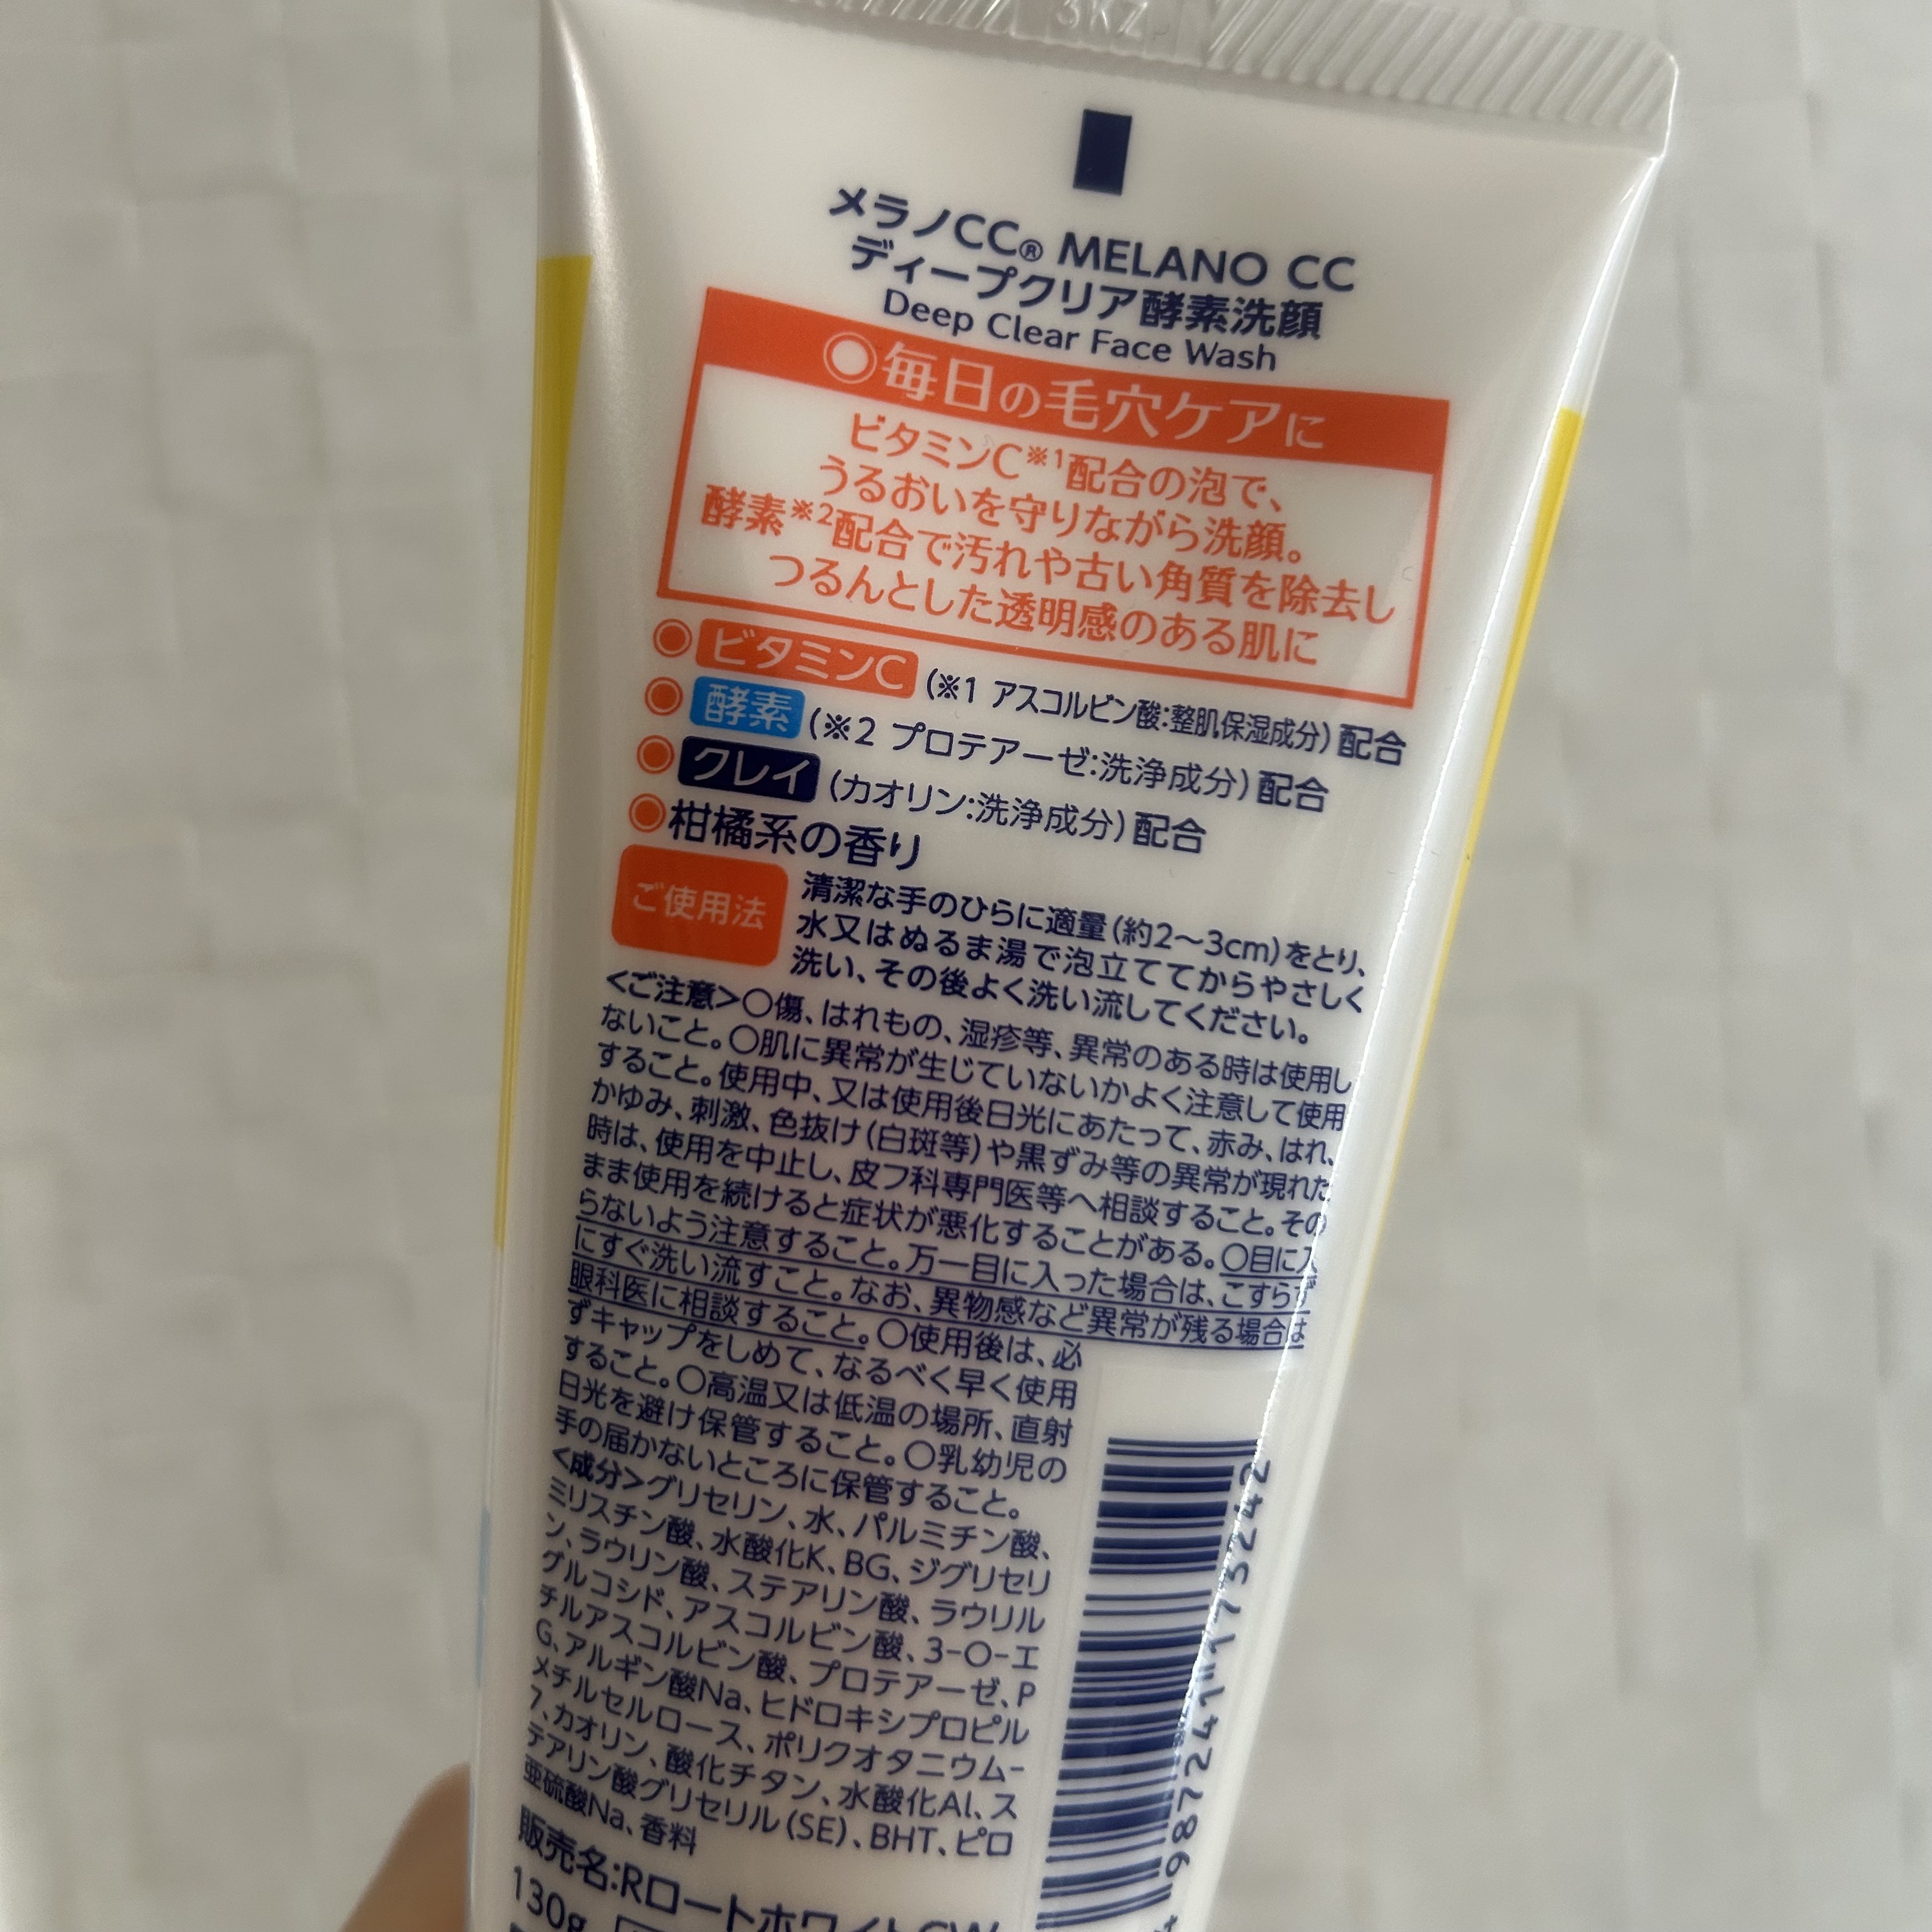 3KZ
メラノCC® MELANO CC
ディープクリア酵素洗顔
Deep Clear Face Wash
◉毎日の毛穴ケアに
ビタミンC※1配合の泡で、
うるおいを守りながら洗顔。
酵素※2配合で汚れや古い角質を除去し
つるんとした透明感のある肌に
◉ビタミンC(※1 アスコルビン酸:整肌保湿成分)配合
◉酵素(※2 プロテアーゼ:洗浄成分)配合
◉クレイ(カオリン:洗浄成分)配合
◉柑橘系の香り
ご使用法
清潔な手のひらに適量(約2〜3cm)をとり、
水又はぬるま湯で泡立ててからやさしく
洗い、その後よく洗い流してください。
<ご注意>○傷、はれもの、湿疹等、異常のある時は使用し
ないこと。○肌に異常が生じていないかよく注意して使用
すること。使用中、又は使用後日光にあたって、赤み、はれ、
かゆみ、刺激、色抜け(白斑等)や黒ずみ等の異常が現れた
時は、使用を中止し、皮フ科専門医等へ相談すること。その
まま使用を続けると症状が悪化することがある。○目に入
らないよう注意すること。万一目に入った場合は、こすらず
にすぐ洗い流すこと。なお、異物感など異常が残る場合は
眼科医に相談すること。○使用後は、必
ずキャップをしめて、なるべく早く使用
すること。○高温又は低温の場所、直射
日光を避け保管すること。○乳幼児の
手の届かないところに保管すること。
<成分>グリセリン、水、パルミチン酸、
ミリスチン酸、水酸化K、BG、ジグリセリ
ン、ラウリン酸、ステアリン酸、ラウリル
グルコシド、アスコルビン酸、3-O-エ
チルアスコルビン酸、プロテアーゼ、P
G、アルギン酸Na、ヒドロキシプロピル
メチルセルロース、ポリクオタニウム-
7、カオリン、酸化チタン、水酸化Al、ス
テアリン酸グリセリル(SE)、BHT、ピロ
亜硫酸Na、香料
販売名:RロートホワイトCW
130g
4987241173242